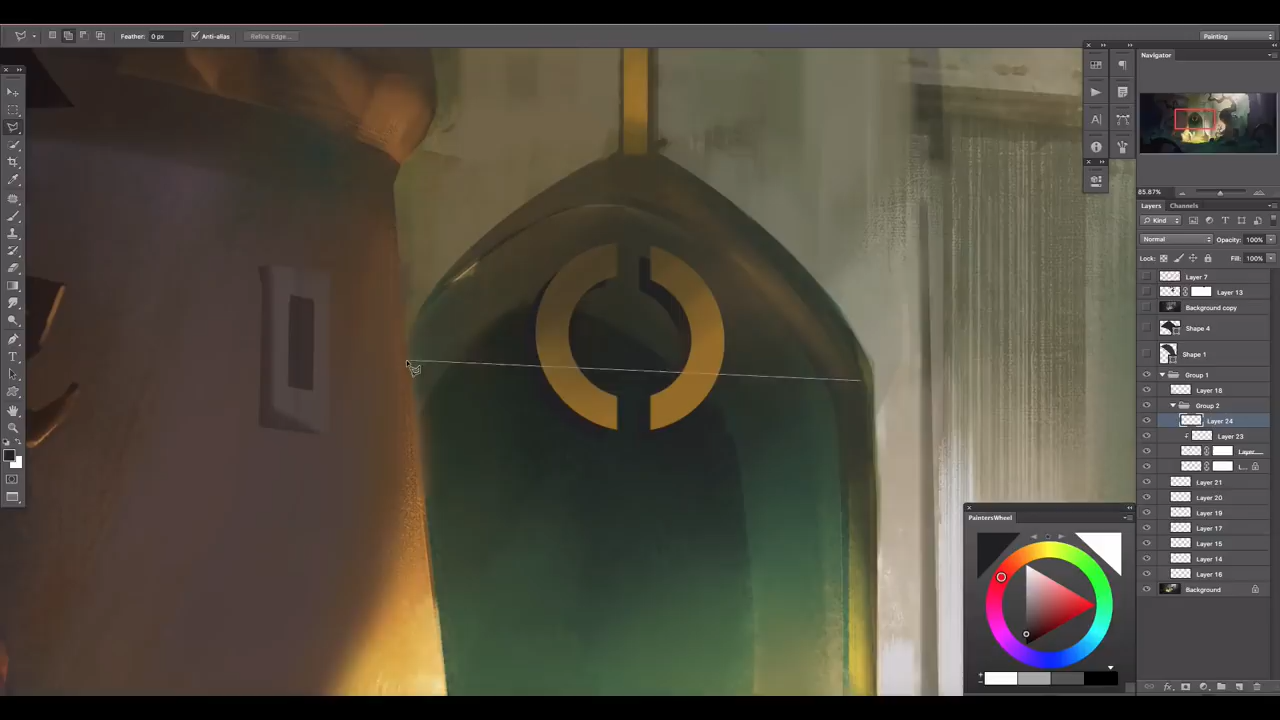 Feather: 0 px Anti-alias Refine Edge... Painting
Navigator
85.87%
Layers Channels
Kind
Normal Opacity: 100%
Lock: Fill: 100%
Layer 7
Layer 13
Background copy
Shape 4
Shape 1
Group 1
Layer 18
Group 2
Layer 24
Layer 23
Layer...
L...
Layer 21
Layer 20
Layer 19
Layer 17
Layer 15
Layer 14
Layer 16
Background
PaintersWheel